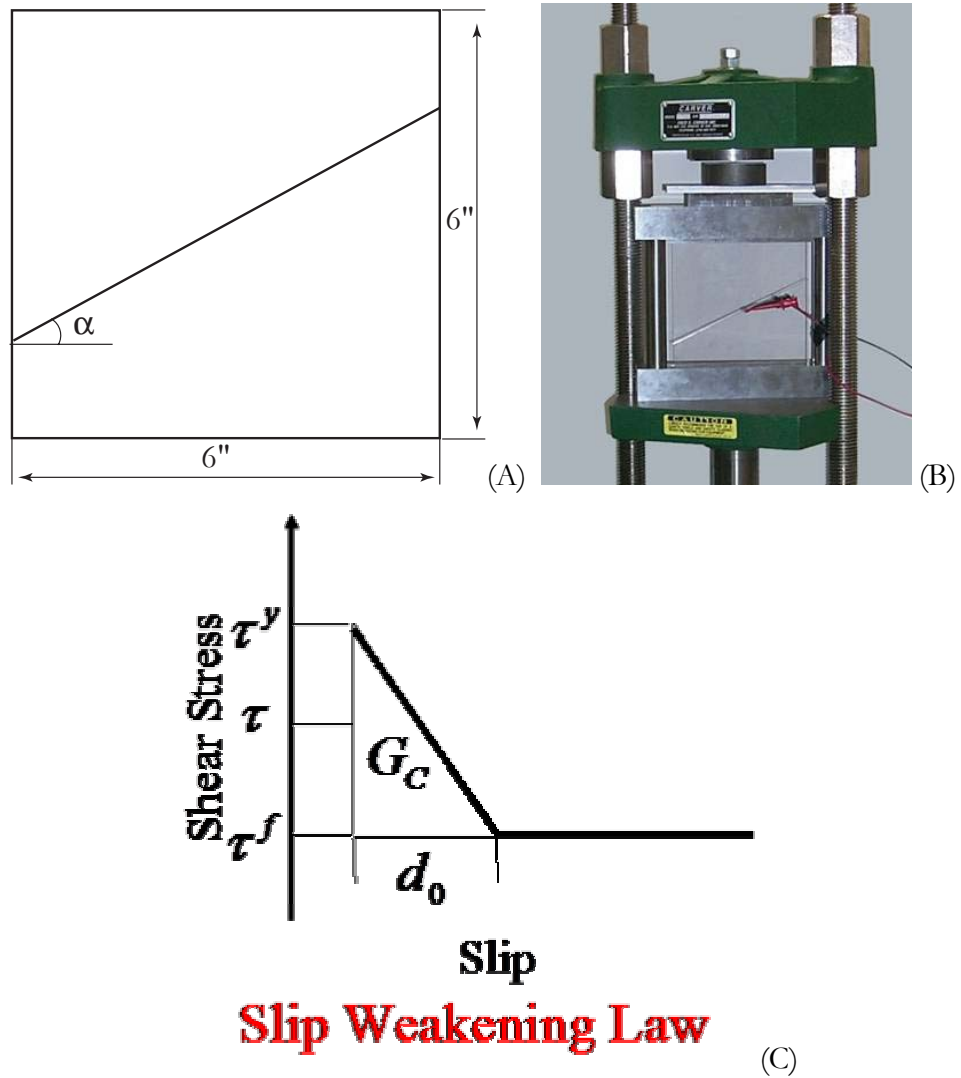 α
6"
6"
(A)
CARVER
CAUTION
(B)
Shear Stress
τʸ
τ
τᶠ
G_C
d₀
Slip
Slip Weakening Law
(C)